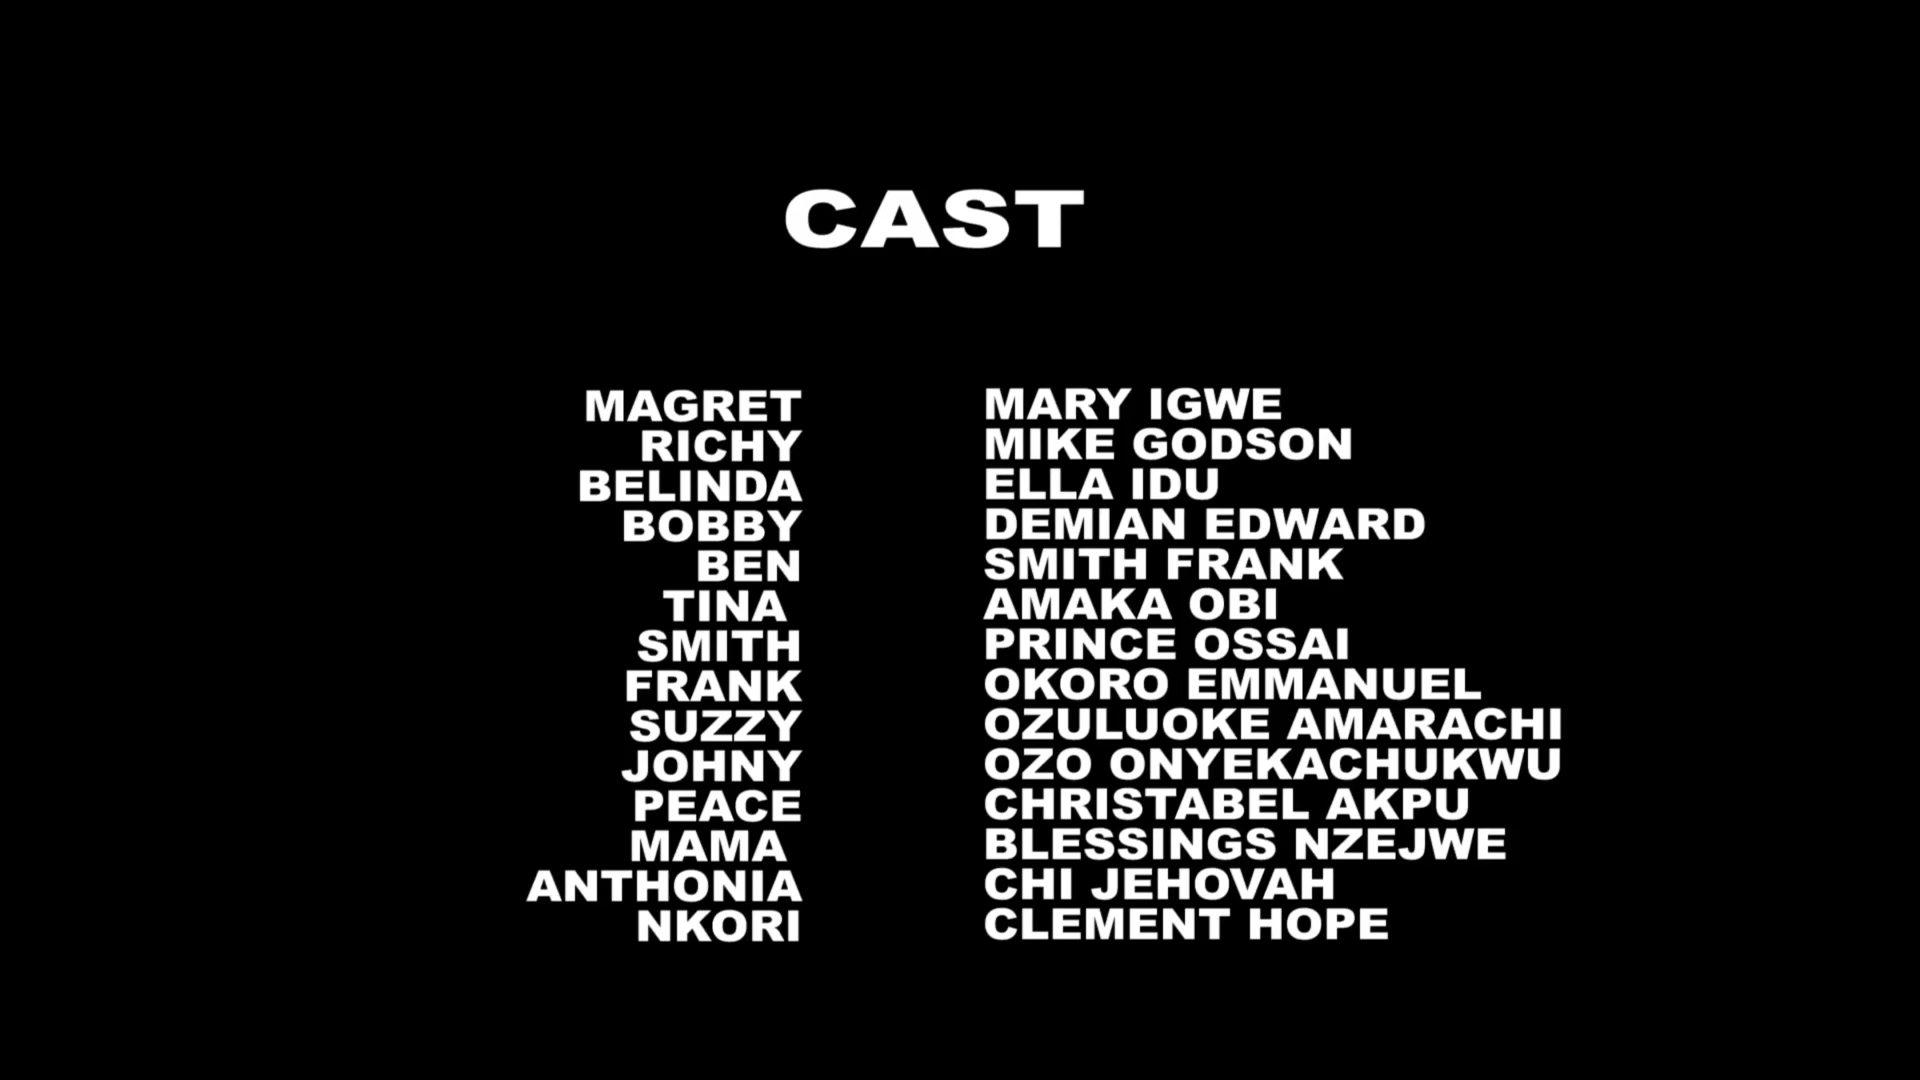 CAST
MAGRET MARY IGWE
RICHY MIKE GODSON
BELINDA ELLA IDU
BOBBY DEMIAN EDWARD
BEN SMITH FRANK
TINA AMAKA OBI
SMITH PRINCE OSSAI
FRANK OKORO EMMANUEL
SUZZY OZULUOKE AMARACHI
JOHNY OZO ONYEKACHUKWU
PEACE CHRISTABEL AKPU
MAMA BLESSINGS NZEJWE
ANTHONIA CHI JEHOVAH
NKORI CLEMENT HOPE